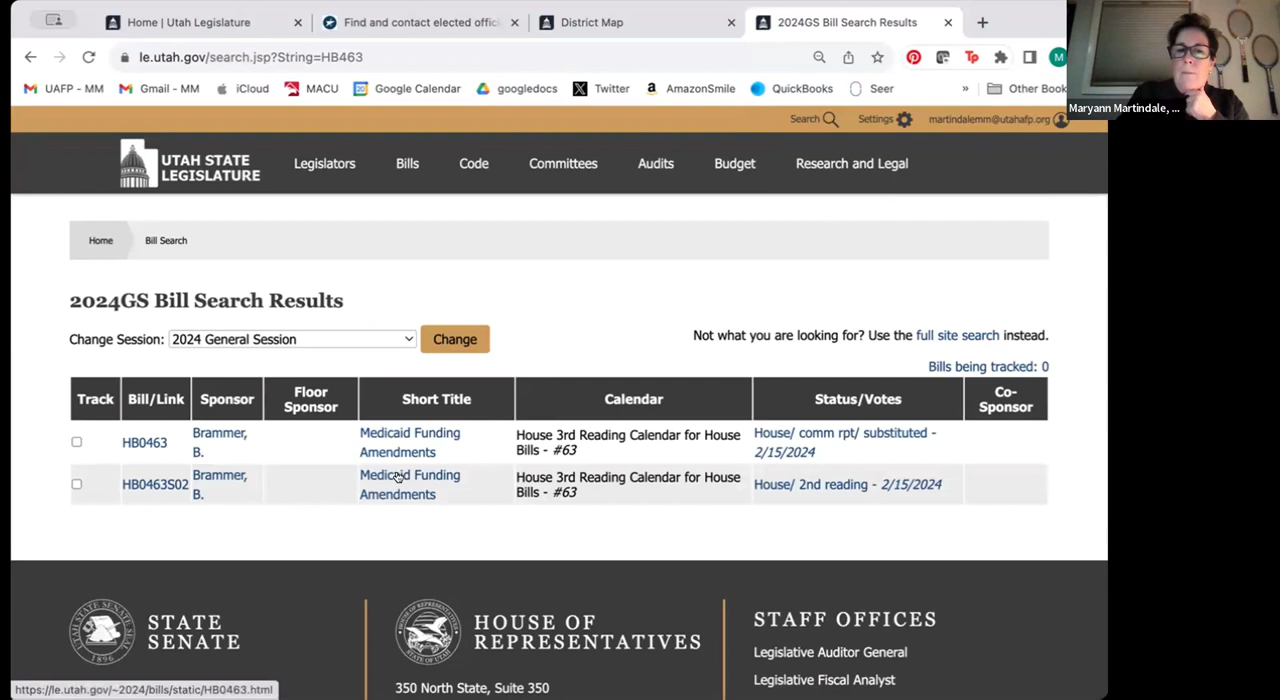 Home | Utah Legislature
Find and contact elected offic
District Map
2024GS Bill Search Results
le.utah.gov/search.jsp?String=HB463
UAFP - MM
Gmail - MM
iCloud
MACU
Google Calendar
googledocs
Twitter
AmazonSmile
QuickBooks
Seer
»
Other Book
Tp
M
Maryann Martindale, ...
Search
Settings
martindalemm@utahafp.org
UTAH STATE
LEGISLATURE
Legislators
Bills
Code
Committees
Audits
Budget
Research and Legal
Home
Bill Search
2024GS Bill Search Results
Change Session:
2024 General Session
Change
Not what you are looking for? Use the full site search instead.
Bills being tracked: 0
Track
Bill/Link
Sponsor
Floor
Sponsor
Short Title
Calendar
Status/Votes
Co-
Sponsor
HB0463
Brammer,
B.
Medicaid Funding
Amendments
House 3rd Reading Calendar for House
Bills - #63
House/ comm rpt/ substituted -
2/15/2024
HB0463S02
Brammer,
B.
Medicaid Funding
Amendments
House 3rd Reading Calendar for House
Bills - #63
House/ 2nd reading - 2/15/2024
STATE
SENATE
HOUSE OF
REPRESENTATIVES
350 North State, Suite 350
STAFF OFFICES
Legislative Auditor General
Legislative Fiscal Analyst
https://le.utah.gov/~2024/bills/static/HB0463.html